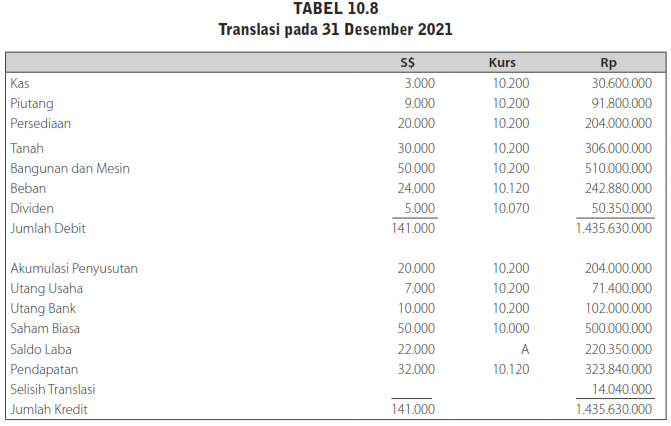 TABEL 10.8
Translasi pada 31 Desember 2021
S$ Kurs Rp
Kas 3.000 10.200 30.600.000
Piutang 9.000 10.200 91.800.000
Persediaan 20.000 10.200 204.000.000
Tanah 30.000 10.200 306.000.000
Bangunan dan Mesin 50.000 10.200 510.000.000
Beban 24.000 10.120 242.880.000
Dividen 5.000 10.070 50.350.000
Jumlah Debit 141.000 1.435.630.000
Akumulasi Penyusutan 20.000 10.200 204.000.000
Utang Usaha 7.000 10.200 71.400.000
Utang Bank 10.000 10.200 102.000.000
Saham Biasa 50.000 10.000 500.000.000
Saldo Laba 22.000 A 220.350.000
Pendapatan 32.000 10.120 323.840.000
Selisih Translasi 14.040.000
Jumlah Kredit 141.000 1.435.630.000